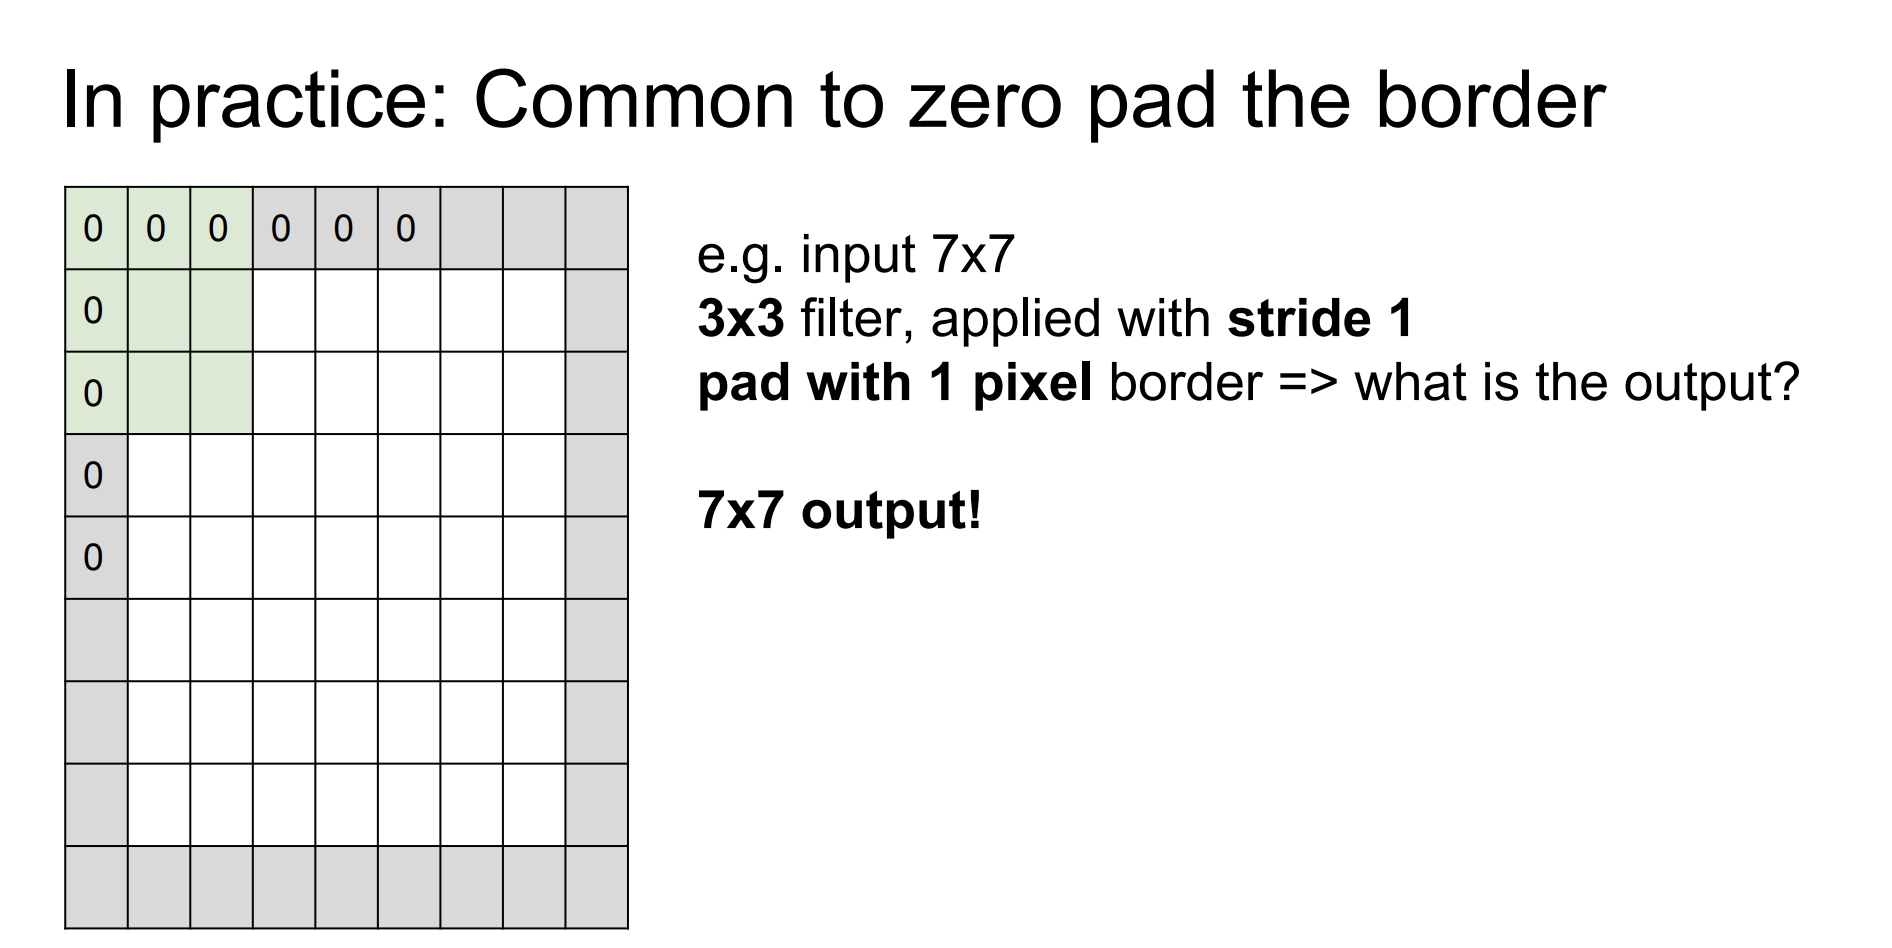 In practice: Common to zero pad the border
0 0 0 0 0 0
0
0
0
0
e.g. input 7x7
3x3 filter, applied with stride 1
pad with 1 pixel border => what is the output?
7x7 output!